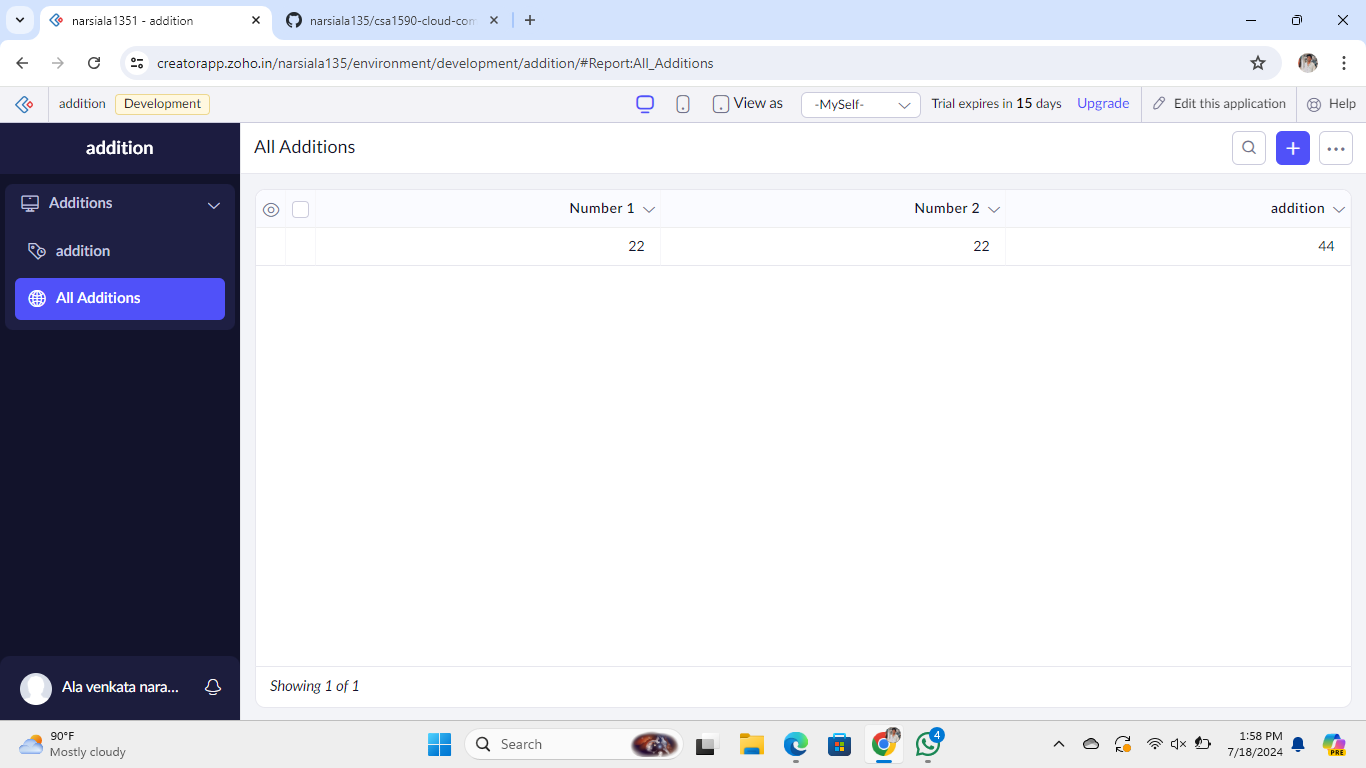 narsiala1351 - addition
narsiala135/csa1590-cloud-com
creatorapp.zoho.in/narsiala135/environment/development/addition/#Report:All_Additions
addition Development View as -MySelf- Trial expires in 15 days Upgrade Edit this application Help
addition
All Additions
Additions
addition
All Additions
Number 1 Number 2 addition
22 22 44
Showing 1 of 1
Ala venkata nara...
90°F
Mostly cloudy
Search
4
PRE
1:58 PM
7/18/2024